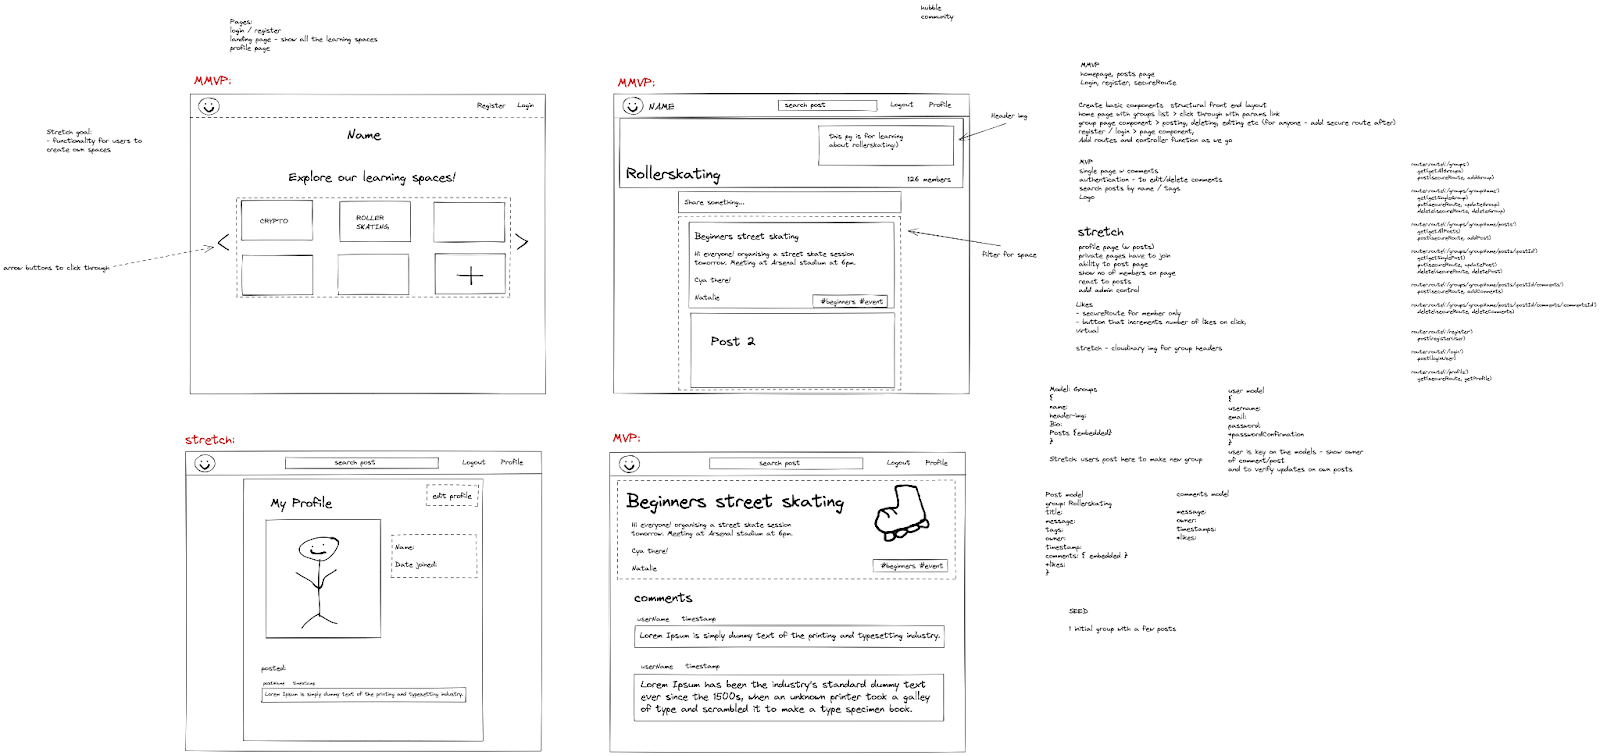 hubble
community
Pages:
login / register
landing page - show all the learning spaces
profile page
MMVP:
Register Login
Name
Explore our learning spaces!
CRYPTO
ROLLER
SKATING
Stretch goal:
- functionality for users to
create own spaces
arrow buttons to click through
MMVP:
NAME
search post
Logout Profile
this pg is for learning
about rollerskating:)
Rollerskating
126 members
Share something...
Beginners street skating
Hi everyone! organising a street skate session
tomorrow. Meeting at Arsenal stadium at 6pm.
Cya there!
Natalie
#beginners #event
Post 2
Header img
filter for space
stretch:
search post
Logout Profile
My Profile
edit profile
Name:
Date joined:
posted:
postname timestamp
Lorem Ipsum is simply dummy text of the printing and typesetting industry.
MVP:
search post
Logout Profile
Beginners street skating
Hi everyone! organising a street skate session
tomorrow. Meeting at Arsenal stadium at 6pm.
Cya there!
Natalie
#beginners #event
comments
userName timestamp
Lorem Ipsum is simply dummy text of the printing and typesetting industry.
userName timestamp
Lorem Ipsum has been the industry's standard dummy text
ever since the 1500s, when an unknown printer took a galley
of type and scrambled it to make a type specimen book.
MMVP
homepage, posts page
Login, register, secureRoute
Create basic components structural front end layout
home page with groups list > click through with params link
group page component > posting, deleting, editing etc (for anyone - add secure route after)
register / login > page component,
Add routes and controller function as we go
MVP
single page w comments
authentication - to edit/delete comments
search posts by name / tags
Logo
stretch
profile page (w posts)
private pages have to join
ability to post page
show no of members on page
react to posts
add admin control
Likes
- secureRoute for member only
- button that increments number of likes on click,
virtual
stretch - cloudinary img for group headers
router.route('/groups')
.get(getAllGroups)
.post(secureRoute, addGroup)
router.route('/groups/groupName')
.get(getSingleGroup)
.put(secureRoute, updateGroup)
.delete(secureRoute, deleteGroup)
router.route('/groups/groupName/posts')
.get(getAllPosts)
.post(secureRoute, addPost)
router.route('/groups/groupName/posts/postId')
.get(getSinglePost)
.put(secureRoute, updatePost)
.delete(secureRoute, deletePost)
router.route('/groups/groupName/posts/postId/comments')
.post(secureRoute, addComments)
router.route('/groups/groupName/posts/postId/comments/commentsId')
.delete(secureRoute, deleteComments)
router.route('/register')
.post(registerUser)
router.route('/login')
.post(loginUser)
router.route('/profile')
.get(secureRoute, getProfile)
Model: Groups
{
name:
header-img:
Bio:
Posts {embedded}
}
Stretch: users post here to make new group
user model
{
username:
email:
password:
+passwordConfirmation
}
user is key on the models - show owner
of comment/post
and to verify updates on own posts
Post model
group: Rollerskating
title:
message:
tags:
owner:
timestamp:
comments: { embedded }
+likes:
}
comments model
message:
owner:
timestamps:
+likes:
SEED
1 initial group with a few posts